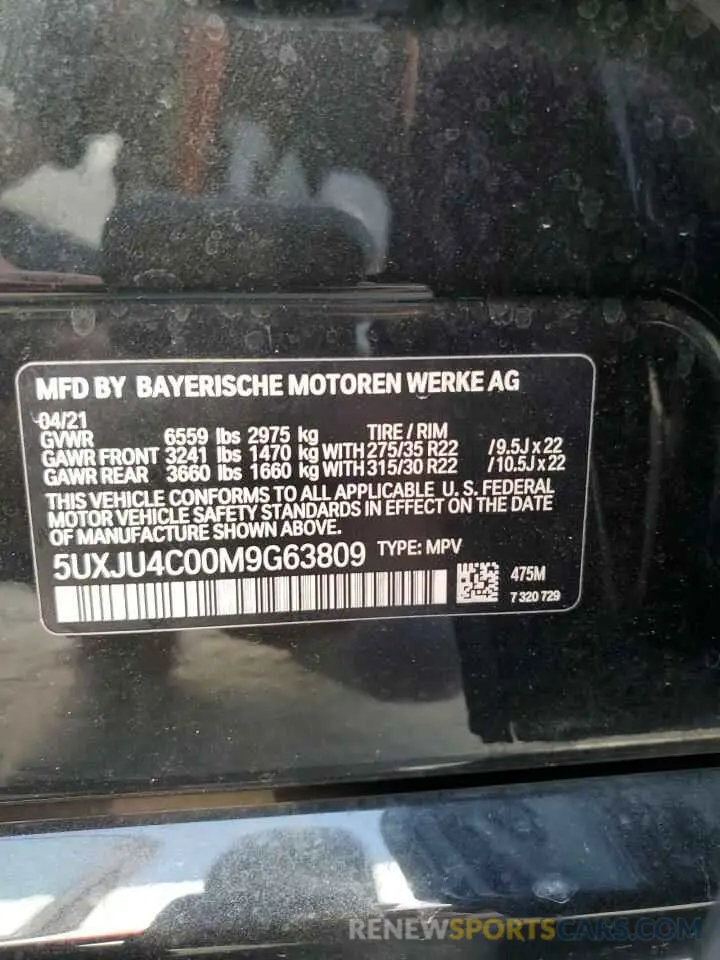 MFD BY BAYERISCHE MOTOREN WERKE AG
04/21
GVWR 6559 lbs 2975 kg TIRE / RIM
GAWR FRONT 3241 lbs 1470 kg WITH 275/35 R22 /9.5J x 22
GAWR REAR 3660 lbs 1660 kg WITH 315/30 R22 /10.5J x 22
THIS VEHICLE CONFORMS TO ALL APPLICABLE U. S. FEDERAL
MOTOR VEHICLE SAFETY STANDARDS IN EFFECT ON THE DATE
OF MANUFACTURE SHOWN ABOVE.
5UXJU4C00M9G63809 TYPE: MPV
475M
7 320 729
RENEWSPORTSCARS.COM